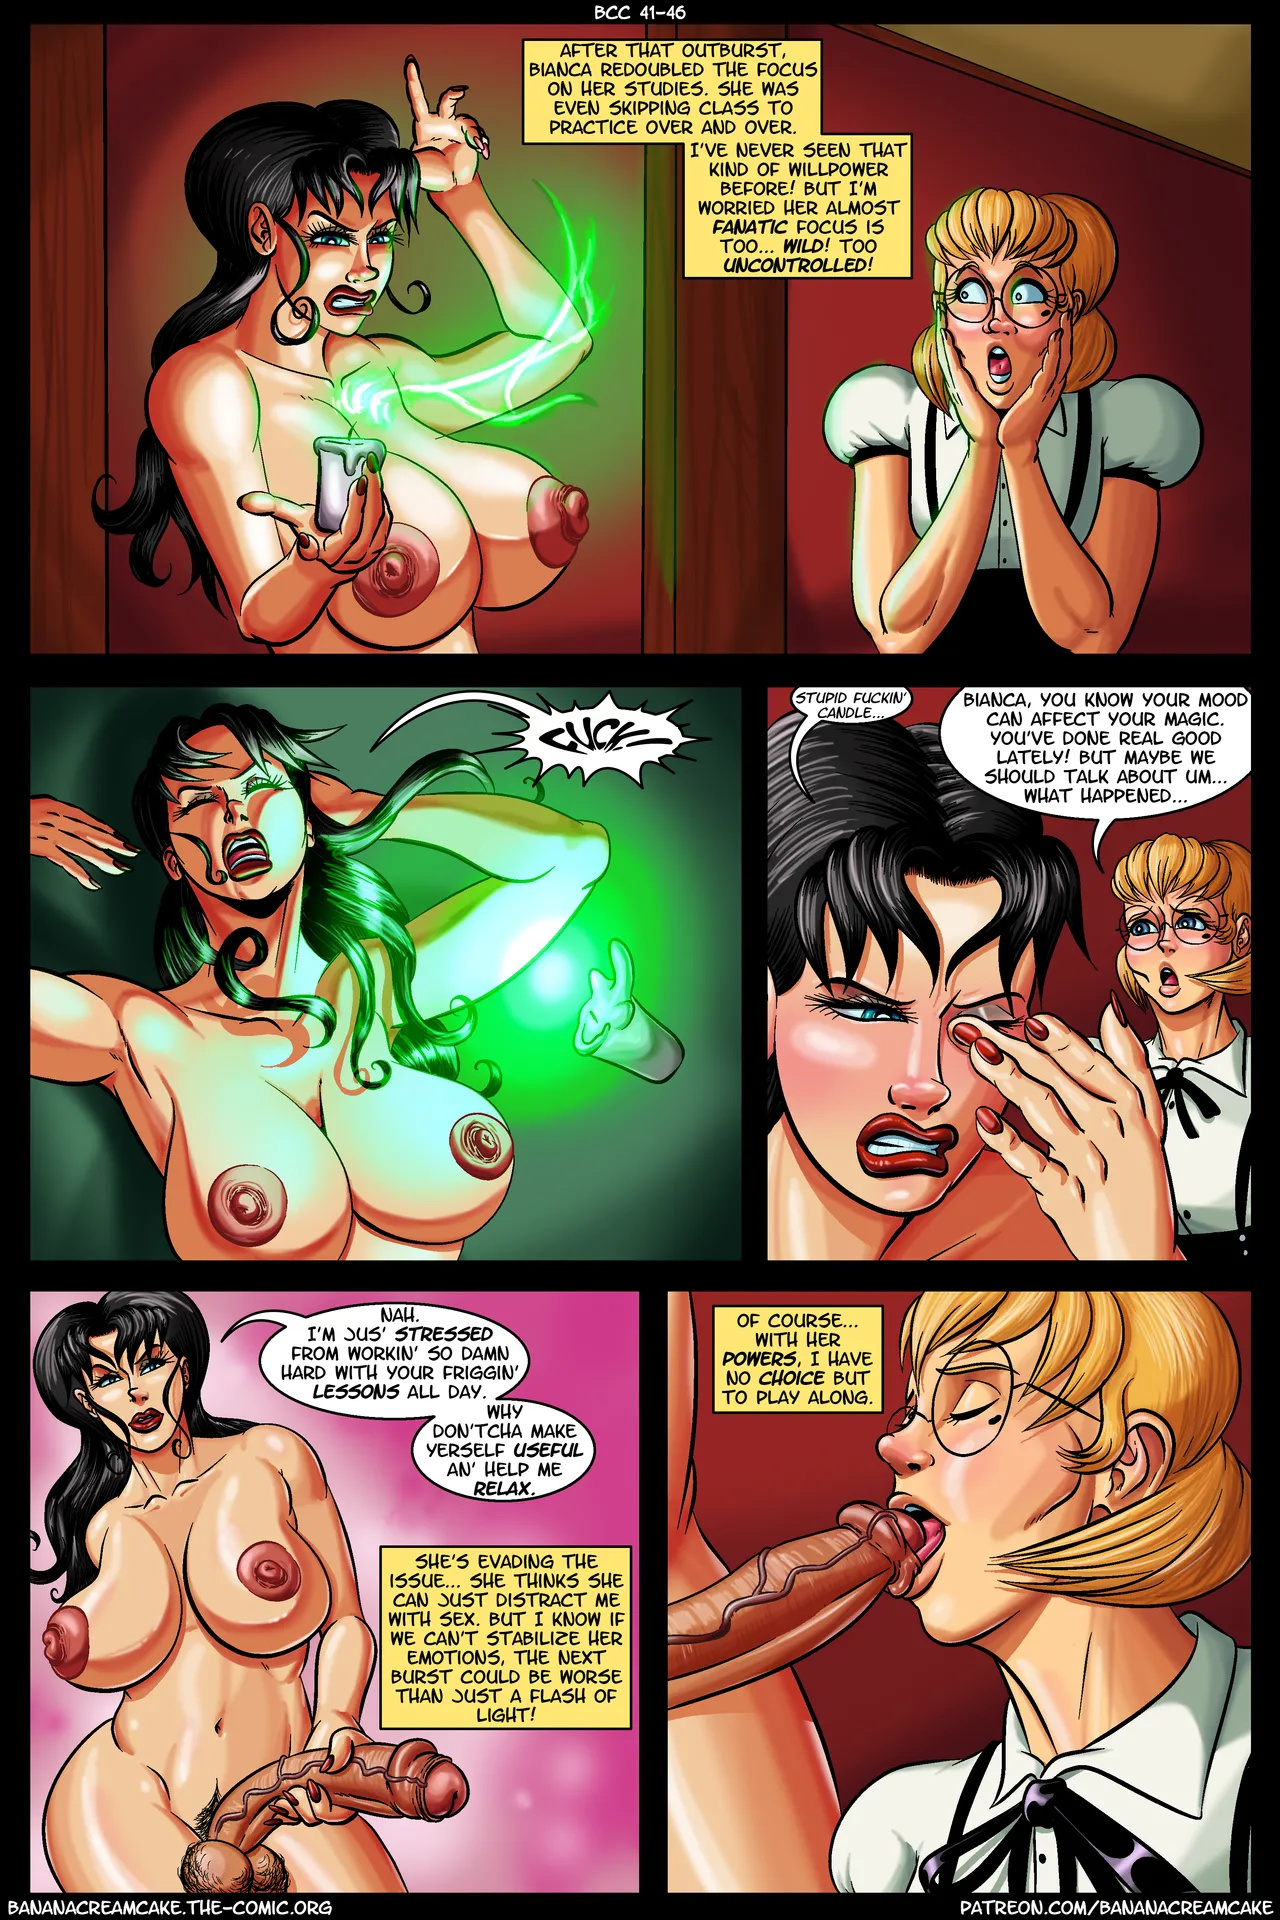 BCC 41-46
AFTER THAT OUTBURST,
BIANCA REDOUBLED THE FOCUS
ON HER STUDIES. SHE WAS
EVEN SKIPPING CLASS TO
PRACTICE OVER AND OVER.
I'VE NEVER SEEN THAT
KIND OF WILLPOWER
BEFORE! BUT I'M
WORRIED HER ALMOST
FANATIC FOCUS IS
TOO... WILD! TOO
UNCONTROLLED!
FUCK!
STUPID FUCKIN'
CANDLE...
BIANCA, YOU KNOW YOUR MOOD
CAN AFFECT YOUR MAGIC.
YOU'VE DONE REAL GOOD
LATELY! BUT MAYBE WE
SHOULD TALK ABOUT UM...
WHAT HAPPENED...
NAH.
I'M JUS' STRESSED
FROM WORKIN' SO DAMN
HARD WITH YOUR FRIGGIN'
LESSONS ALL DAY.
WHY
DON'TCHA MAKE
YERSELF USEFUL
AN' HELP ME
RELAX.
SHE'S EVADING THE
ISSUE... SHE THINKS SHE
CAN JUST DISTRACT ME
WITH SEX. BUT I KNOW IF
WE CAN'T STABILIZE HER
EMOTIONS, THE NEXT
BURST COULD BE WORSE
THAN JUST A FLASH OF
LIGHT!
OF COURSE...
WITH HER
POWERS, I HAVE
NO CHOICE BUT
TO PLAY ALONG.
BANANACREAMCAKE.THE-COMIC.ORG
PATREON.COM/BANANACREAMCAKE